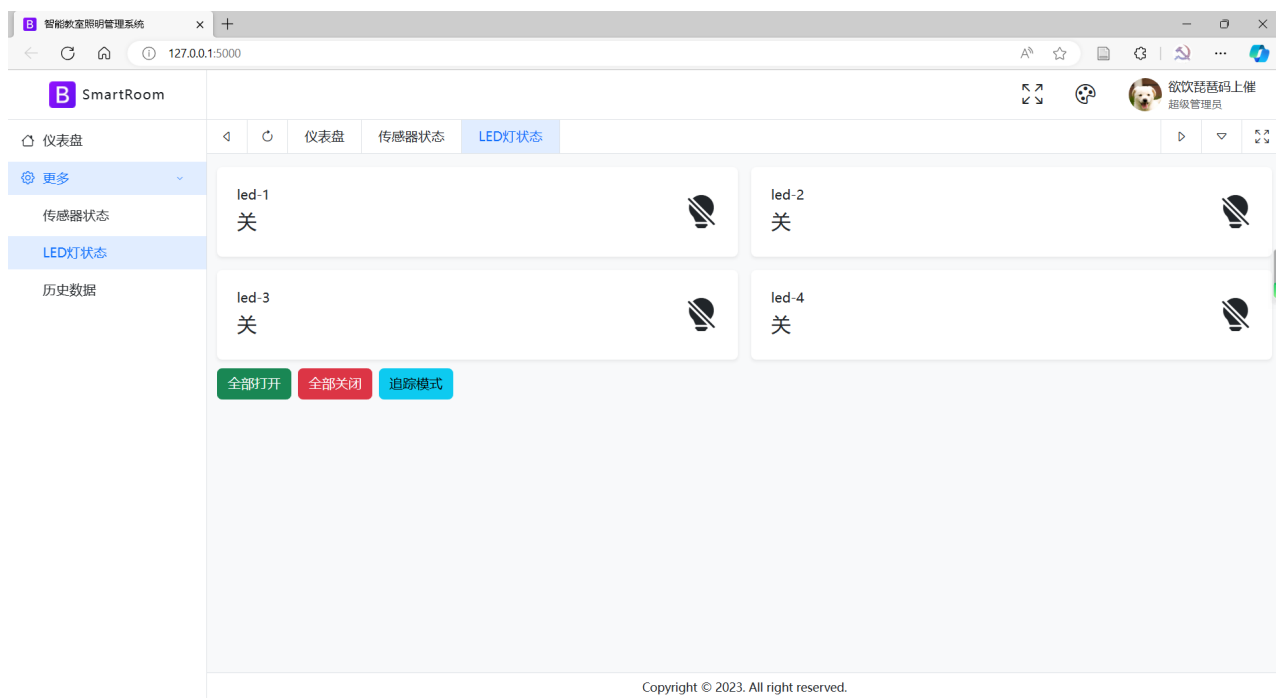 B 智能教室照明管理系统
127.0.0.1:5000
B SmartRoom
欲饮琵琶码上催
超级管理员
仪表盘
更多
传感器状态
LED灯状态
历史数据
仪表盘 传感器状态 LED灯状态
led-1
关
led-2
关
led-3
关
led-4
关
全部打开 全部关闭 追踪模式
Copyright © 2023. All right reserved.